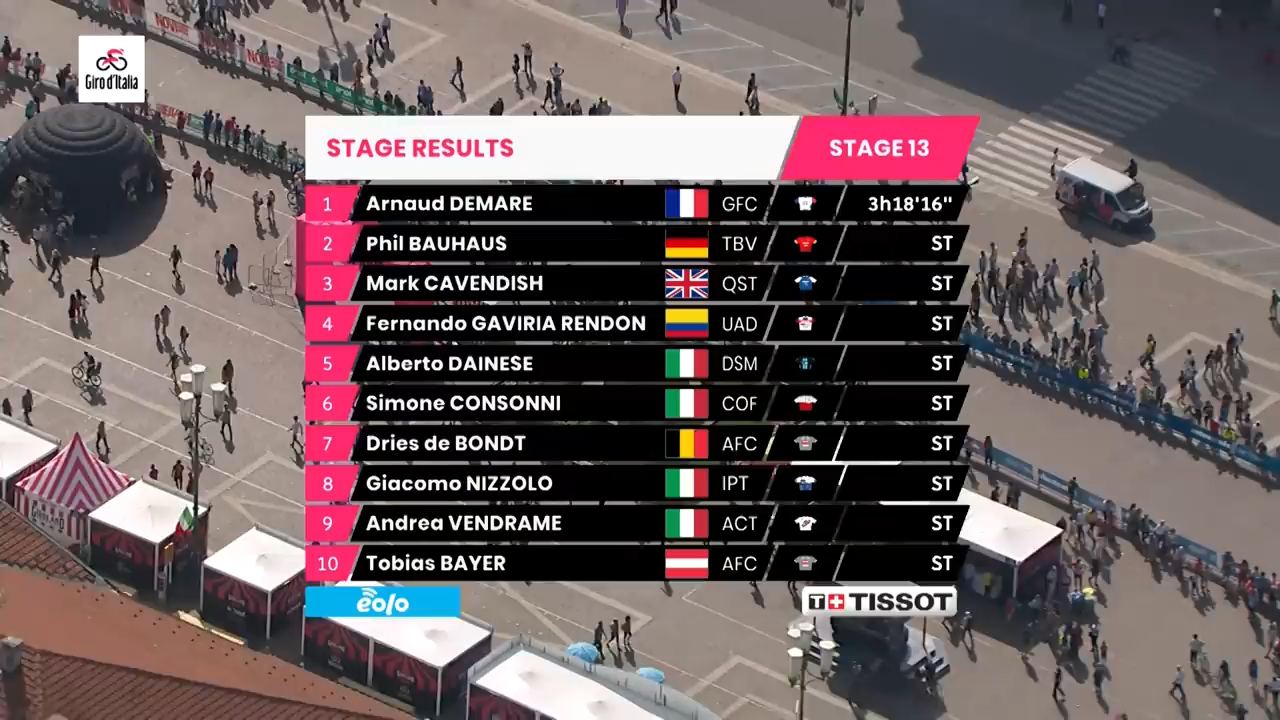 Giro d'Italia
STAGE RESULTS STAGE 13
1 Arnaud DEMARE GFC 3h18'16"
2 Phil BAUHAUS TBV ST
3 Mark CAVENDISH QST ST
4 Fernando GAVIRIA RENDON UAD ST
5 Alberto DAINESE DSM ST
6 Simone CONSONNI COF ST
7 Dries de BONDT AFC ST
8 Giacomo NIZZOLO IPT ST
9 Andrea VENDRAME ACT ST
10 Tobias BAYER AFC ST
eolo T+ TISSOT